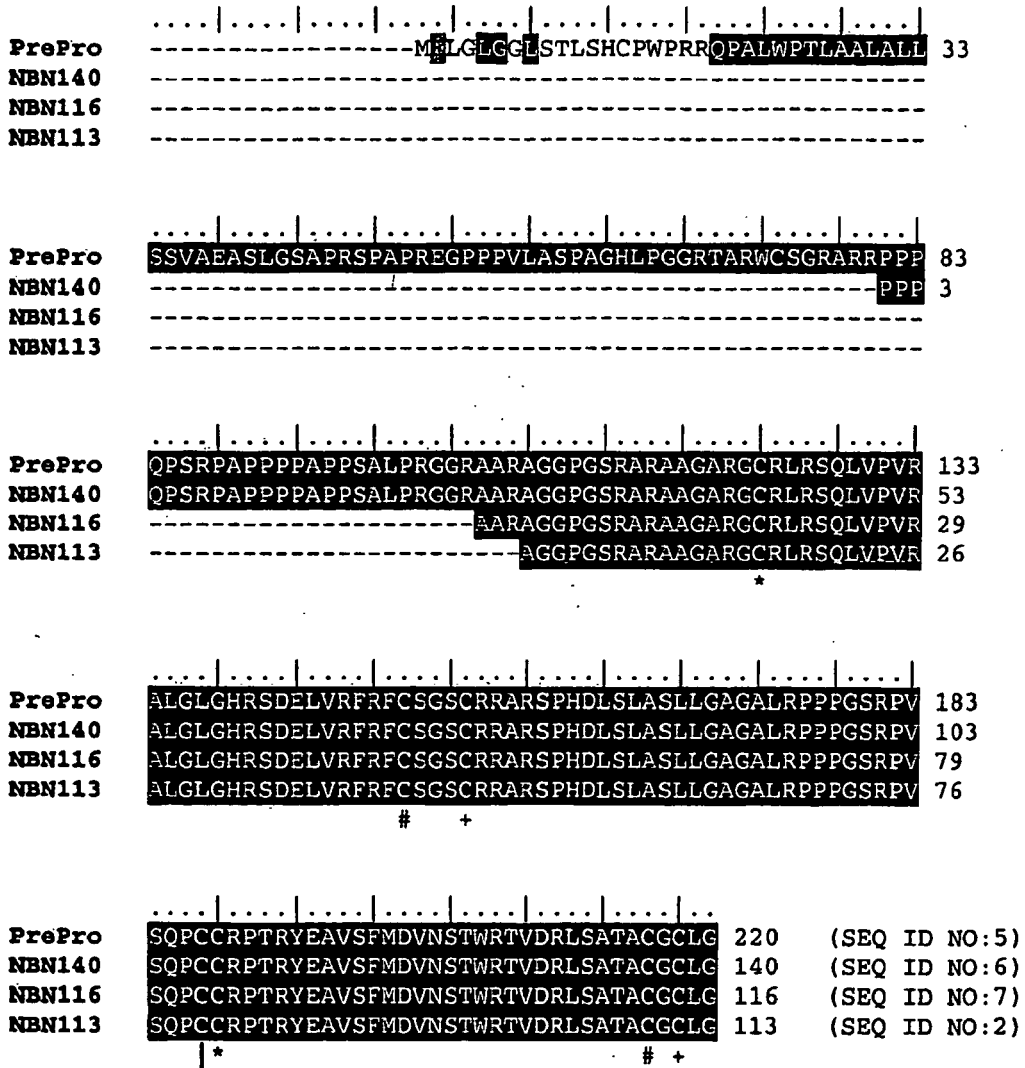 ....|....|....|....|....|....|....|....|....|....|
PrePro -----------------MELGLGGLSTLSHCPWPRRQPALWPTLAALALL 33
NBN140 --------------------------------------------------
NBN116 --------------------------------------------------
NBN113 --------------------------------------------------
....|....|....|....|....|....|....|....|....|....|
PrePro SSVAEASLGSAPRSPAPREGPPPVLASPAGHLPGGRTARWCSGRARRPPP 83
NBN140 -----------------------------------------------PPP 3
NBN116 --------------------------------------------------
NBN113 --------------------------------------------------
....|....|....|....|....|....|....|....|....|....|
PrePro QPSRPAPPPPAPPSALPRGGRAARAGGPGSRARAAGARGCRLRSQLVPVR 133
NBN140 QPSRPAPPPPAPPSALPRGGRAARAGGPGSRARAAGARGCRLRSQLVPVR 53
NBN116 ---------------------AARAGGPGSRARAAGARGCRLRSQLVPVR 29
NBN113 ------------------------AGGPGSRARAAGARGCRLRSQLVPVR 26
*
....|....|....|....|....|....|....|....|....|....|
PrePro ALGLGHRSDELVRFRFCSGSCRRARSPHDLSLASLLGAGALRPPPGSRPV 183
NBN140 ALGLGHRSDELVRFRFCSGSCRRARSPHDLSLASLLGAGALRPPPGSRPV 103
NBN116 ALGLGHRSDELVRFRFCSGSCRRARSPHDLSLASLLGAGALRPPPGSRPV 79
NBN113 ALGLGHRSDELVRFRFCSGSCRRARSPHDLSLASLLGAGALRPPPGSRPV 76
# +
....|....|....|....|....|....|....|..
PrePro SQPCCRPTRYEAVSFMDVNSTWRTVDRLSATACGCLG 220 (SEQ ID NO:5)
NBN140 SQPCCRPTRYEAVSFMDVNSTWRTVDRLSATACGCLG 140 (SEQ ID NO:6)
NBN116 SQPCCRPTRYEAVSFMDVNSTWRTVDRLSATACGCLG 116 (SEQ ID NO:7)
NBN113 SQPCCRPTRYEAVSFMDVNSTWRTVDRLSATACGCLG 113 (SEQ ID NO:2)
|* # +